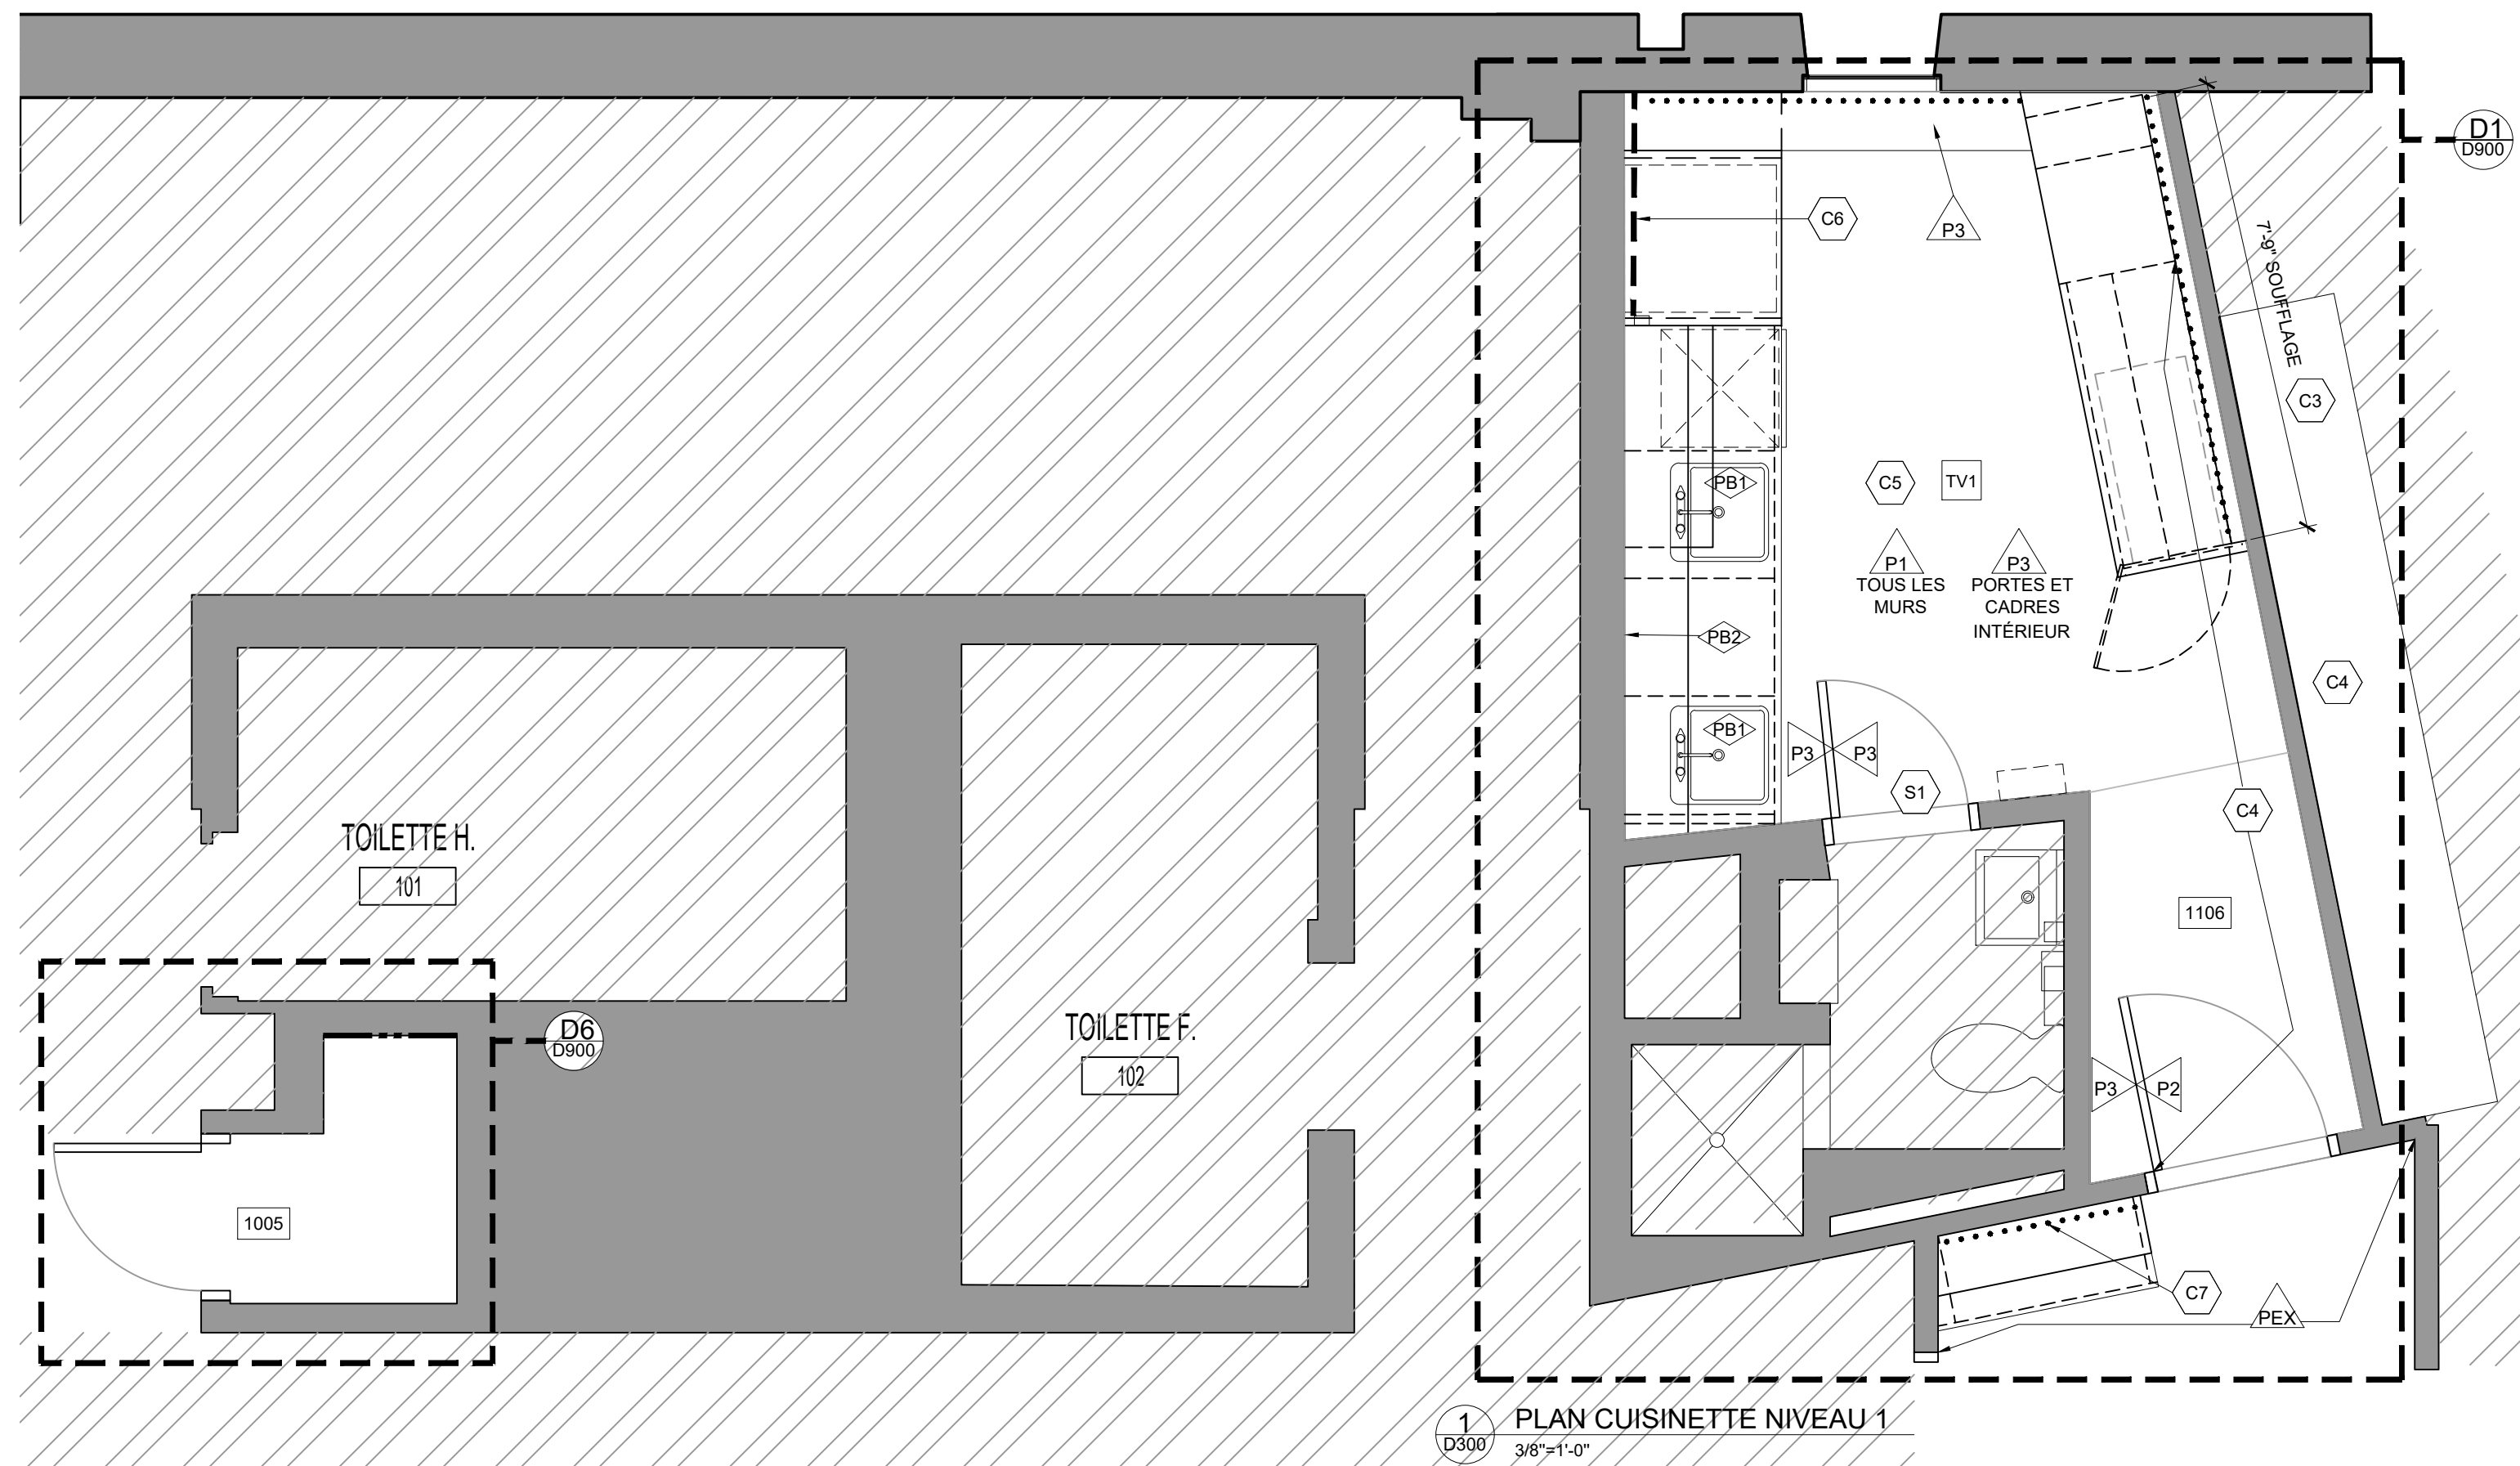 D1
D900
C6
P3
7'-9" SOUFFLAGE
C3
PB1
C5
TV1
P1
TOUS LES
MURS
P3
PORTES ET
CADRES
INTÉRIEUR
PB2
C4
PB1
P3
P3
S1
C4
TOILETTE H.
101
1106
TOILETTE F.
102
D6
D900
P3
P2
1005
C7
PEX
1
D300
PLAN CUISINETTE NIVEAU 1
3/8"=1'-0"